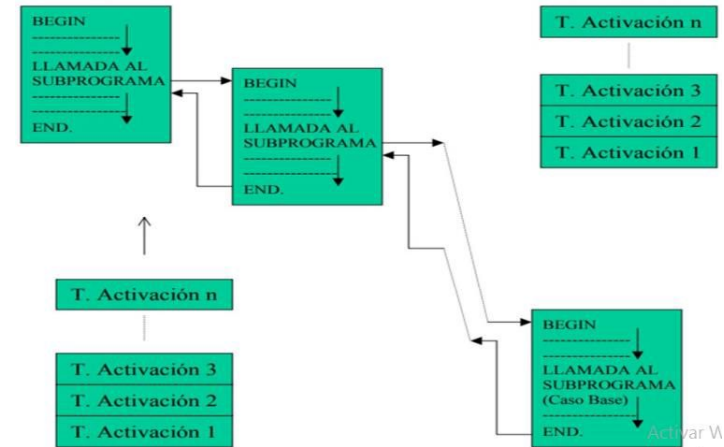 BEGIN
LLAMADA AL
SUBPROGRAMA
END.
BEGIN
LLAMADA AL
SUBPROGRAMA
END.
T. Activación n
T. Activación 3
T. Activación 2
T. Activación 1
T. Activación n
T. Activación 3
T. Activación 2
T. Activación 1
BEGIN
LLAMADA AL
SUBPROGRAMA
(Caso Base)
END.
Activar W